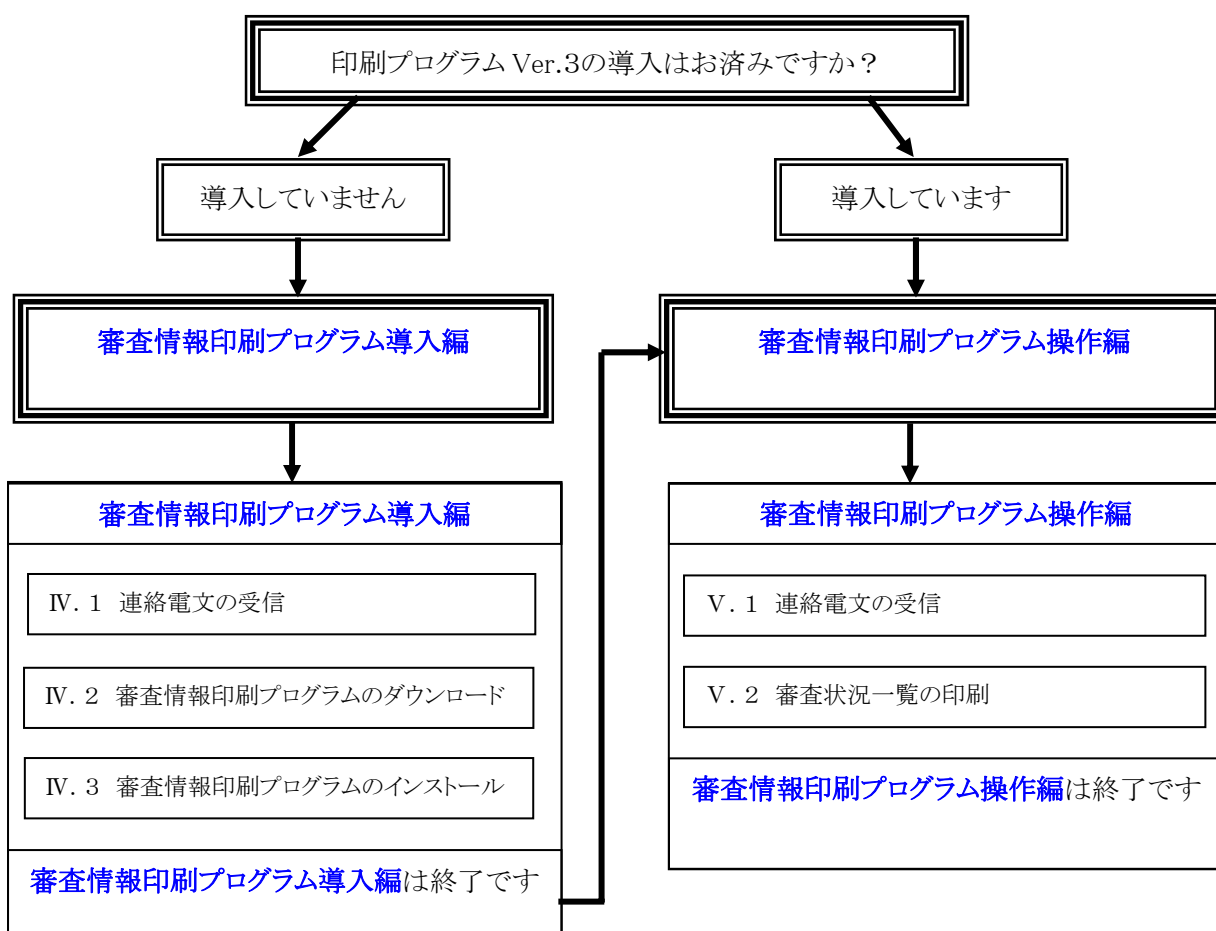 印刷プログラム Ver.3の導入はお済みですか？
導入していません
導入しています
審査情報印刷プログラム導入編
審査情報印刷プログラム操作編
審査情報印刷プログラム導入編
Ⅳ．１ 連絡電文の受信
Ⅳ．２ 審査情報印刷プログラムのダウンロード
Ⅳ．３ 審査情報印刷プログラムのインストール
審査情報印刷プログラム導入編は終了です
審査情報印刷プログラム操作編
Ⅴ．１ 連絡電文の受信
Ⅴ．２ 審査状況一覧の印刷
審査情報印刷プログラム操作編は終了です